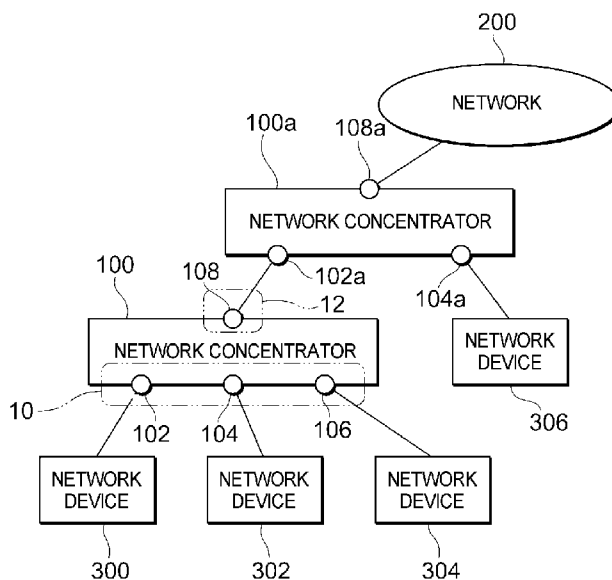 200
NETWORK
108a
100a
NETWORK CONCENTRATOR
102a
104a
108
12
100
NETWORK CONCENTRATOR
NETWORK
DEVICE
306
10
102
104
106
NETWORK
DEVICE
NETWORK
DEVICE
NETWORK
DEVICE
300
302
304